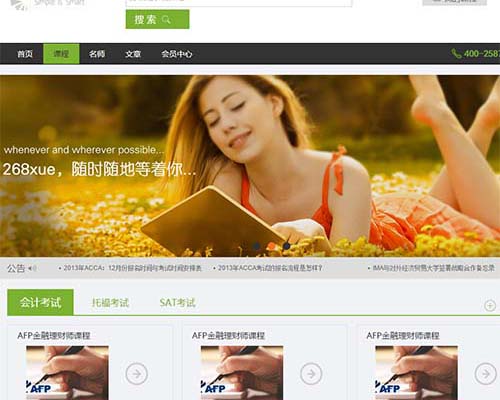 Simple is Smart
搜 索
首页 课程 名师 文章 会员中心 400-2587
whenever and wherever possible...
268xue，随时随地等着你...
公告 • 2013年ACCA：12月份报名时间与考试时间安排表 • 2013年ACCA考试的报名流程是怎样? • IMA与对外经济贸易大学签署战略合作备忘录
会计考试 托福考试 SAT考试
AFP金融理财师课程 AFP金融理财师课程 AFP金融理财师课程
AFP AFP AFP